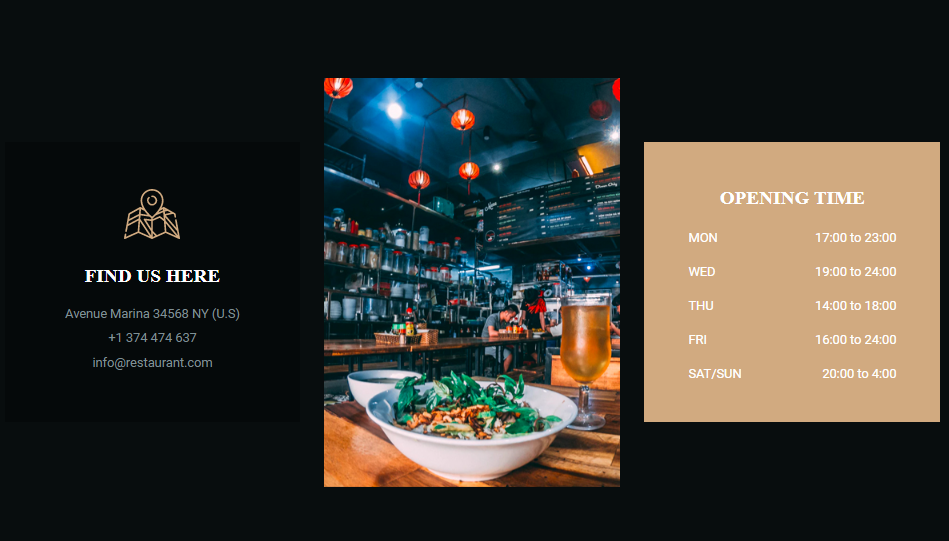 FIND US HERE
Avenue Marina 34568 NY (U.S)
+1 374 474 637
info@restaurant.com
OPENING TIME
MON 17:00 to 23:00
WED 19:00 to 24:00
THU 14:00 to 18:00
FRI 16:00 to 24:00
SAT/SUN 20:00 to 4:00